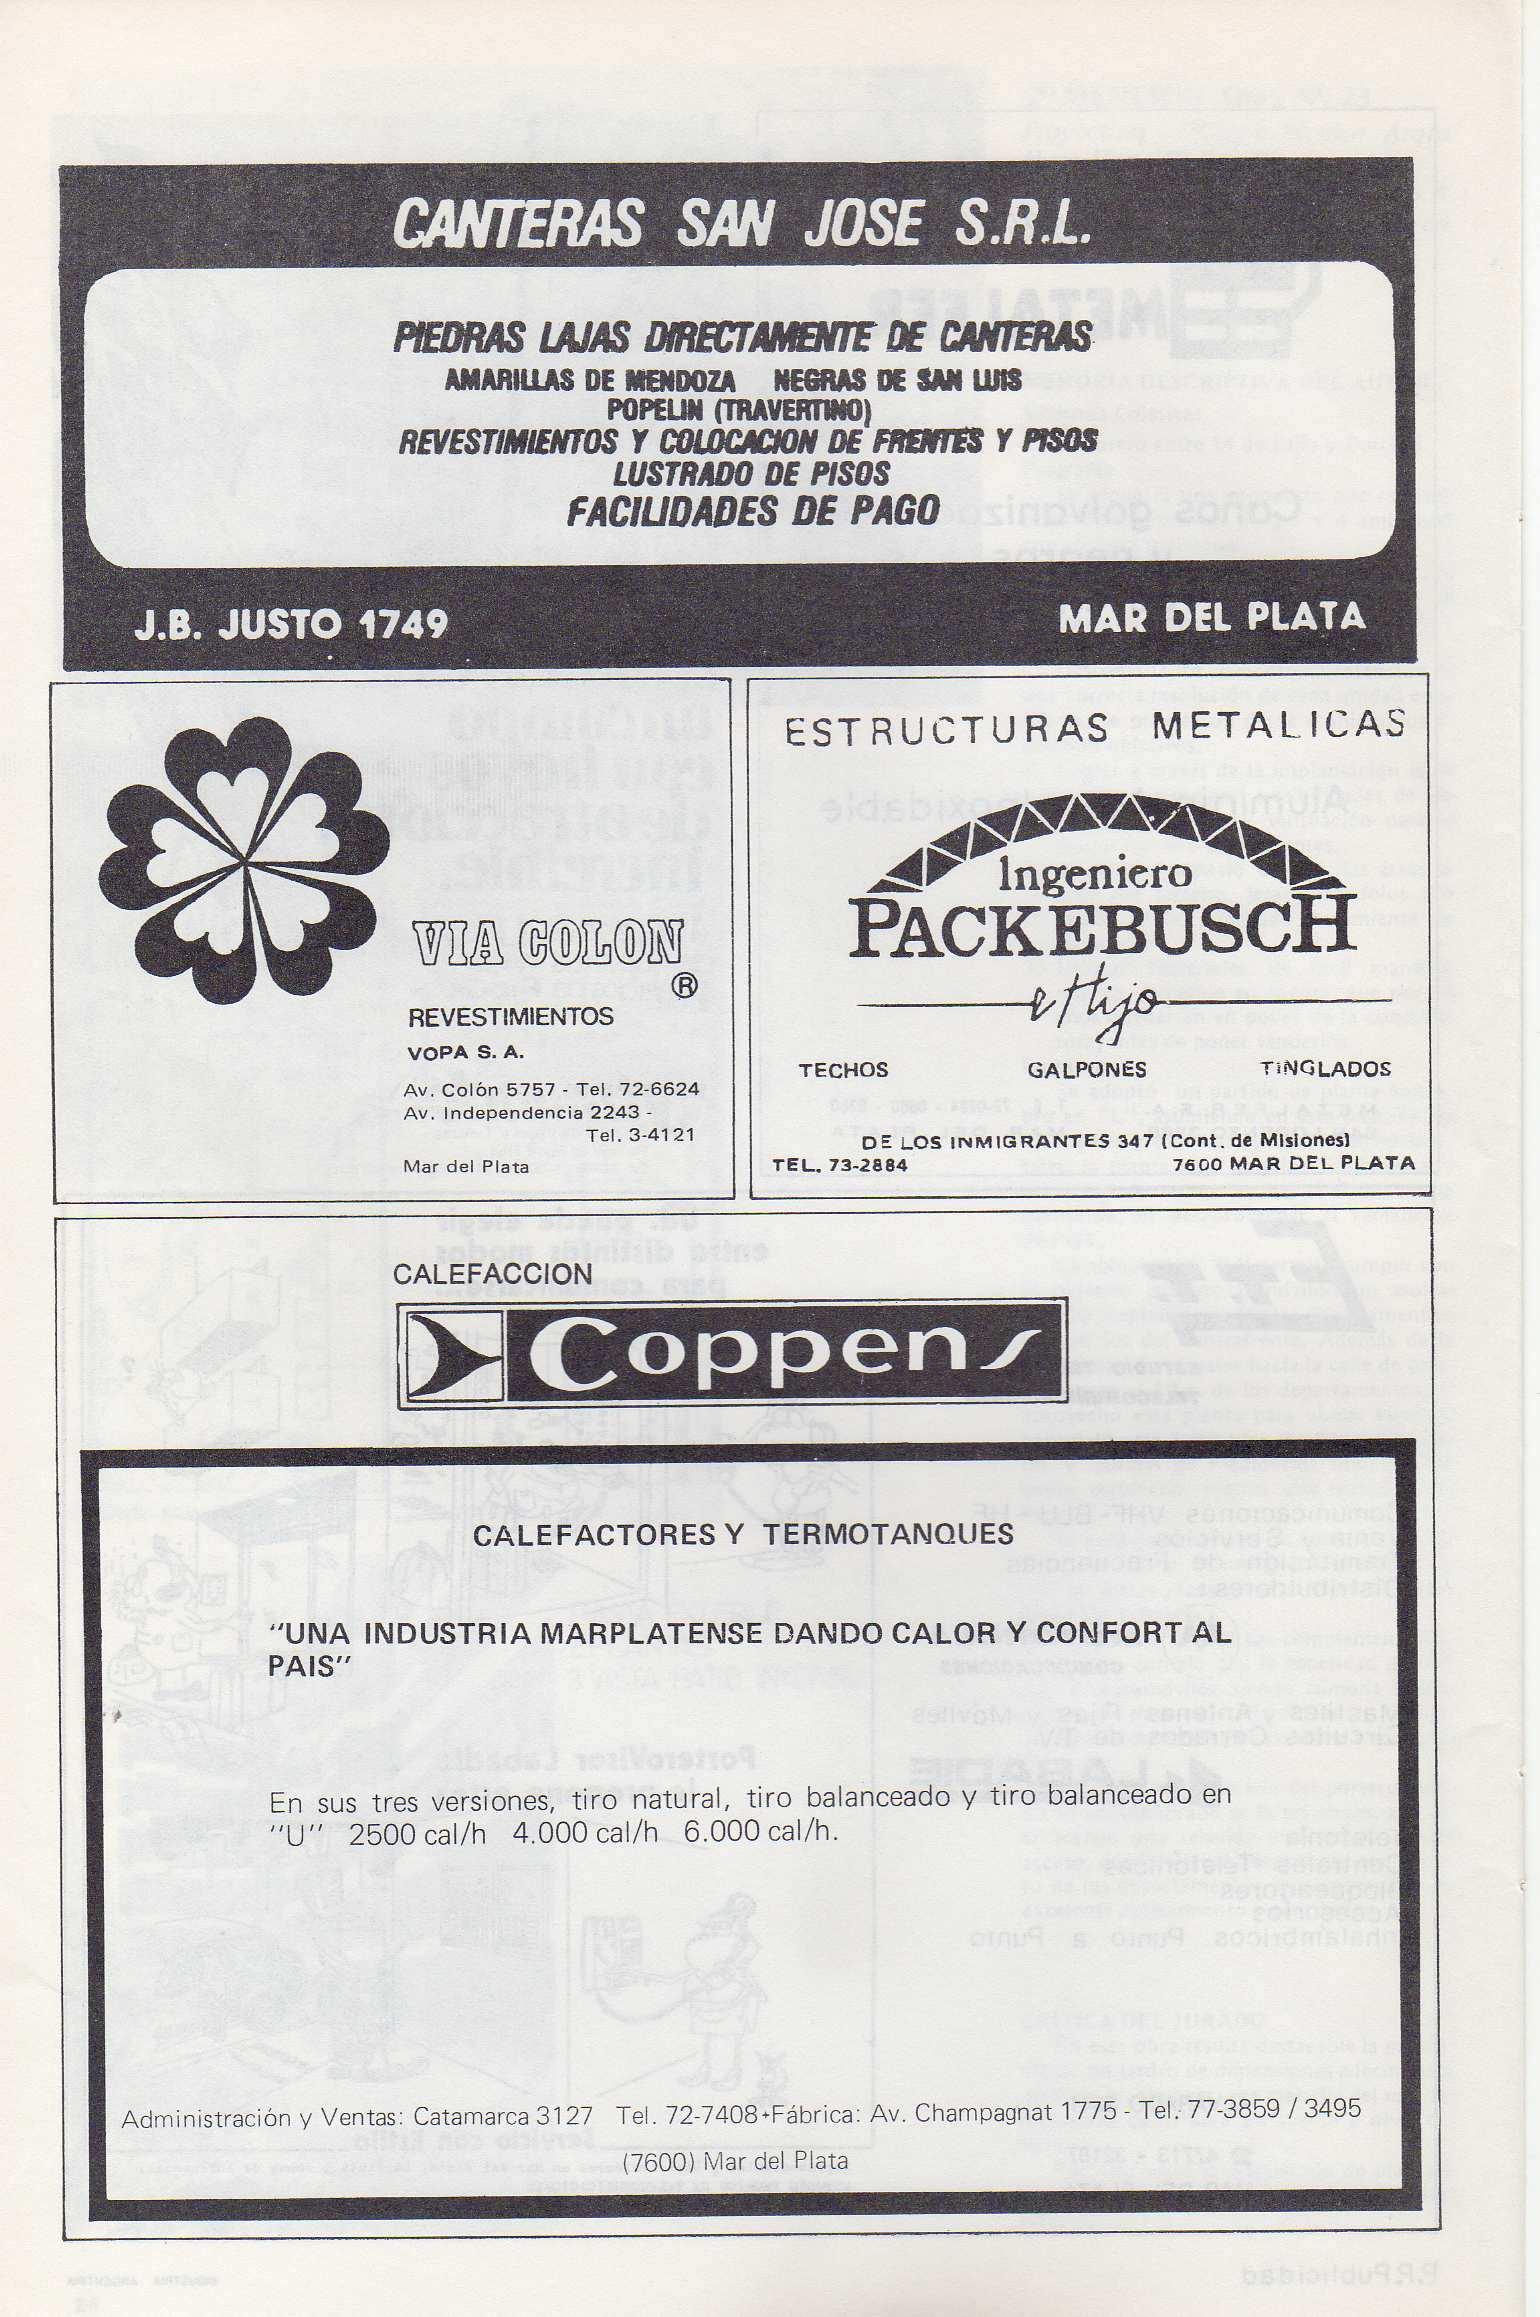 CANTERAS SAN JOSE S.R.L.
PIEDRAS LAJAS DIRECTAMENTE DE CANTERAS
AMARILLAS DE MENDOZA NEGRAS DE SAN LUIS
POPELIN (TRAVERTINO)
REVESTIMIENTOS Y COLOCACION DE FRENTES Y PISOS
LUSTRADO DE PISOS
FACILIDADES DE PAGO
J.B. JUSTO 1749 MAR DEL PLATA
VIA COLON
®
REVESTIMIENTOS
VOPA S. A.
Av. Colón 5757 - Tel. 72-6624
Av. Independencia 2243 -
Tel. 3-4121
Mar del Plata
ESTRUCTURAS METALICAS
Ingeniero
PACKEBUSCH
e Hijo
TECHOS GALPONES TINGLADOS
DE LOS INMIGRANTES 347 (Cont. de Misiones)
TEL. 73-2884 7600 MAR DEL PLATA
CALEFACCION
Coppens
CALEFACTORES Y TERMOTANQUES
"UNA INDUSTRIA MARPLATENSE DANDO CALOR Y CONFORT AL
PAIS"
En sus tres versiones, tiro natural, tiro balanceado y tiro balanceado en
"U" 2500 cal/h 4.000 cal/h 6.000 cal/h.
Administración y Ventas: Catamarca 3127 Tel. 72-7408+Fábrica: Av. Champagnat 1775 - Tel. 77-3859 / 3495
(7600) Mar del Plata